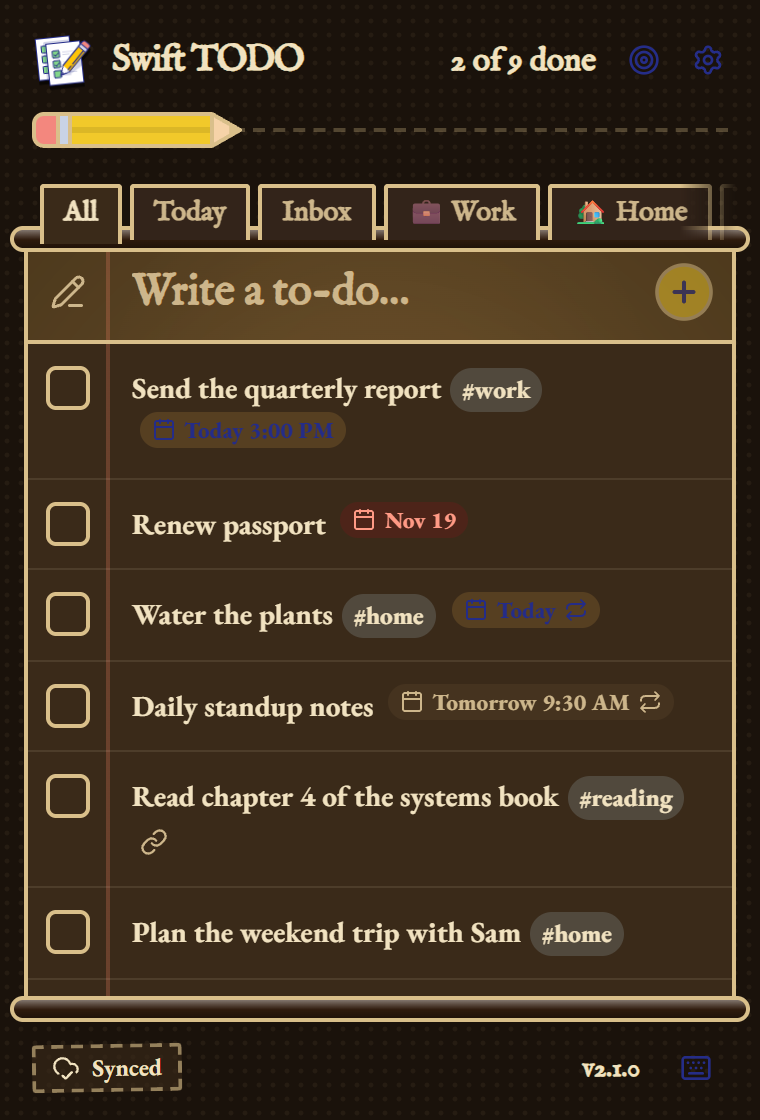 Swift TODO
2 of 9 done
All
Today
Inbox
Work
Home
Write a to-do...
Send the quarterly report #work
Today 3:00 PM
Renew passport Nov 19
Water the plants #home Today
Daily standup notes Tomorrow 9:30 AM
Read chapter 4 of the systems book #reading
Plan the weekend trip with Sam #home
Synced
V2.1.0